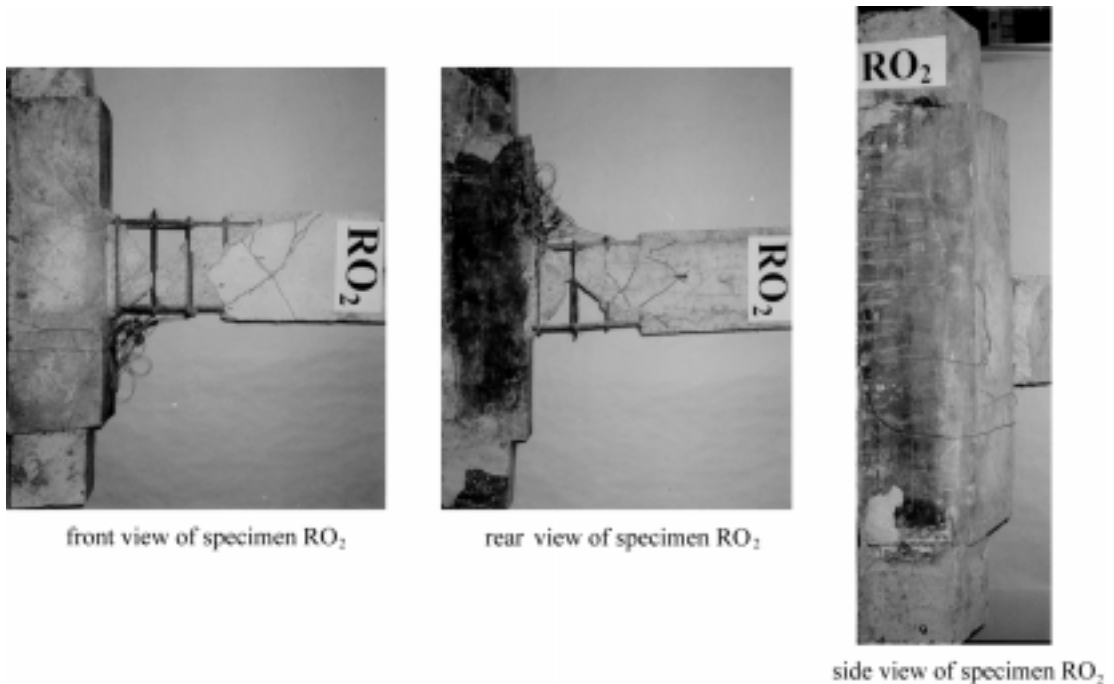 RO₂
RO₂
RO₂
front view of specimen RO₂
rear view of specimen RO₂
side view of specimen RO₂